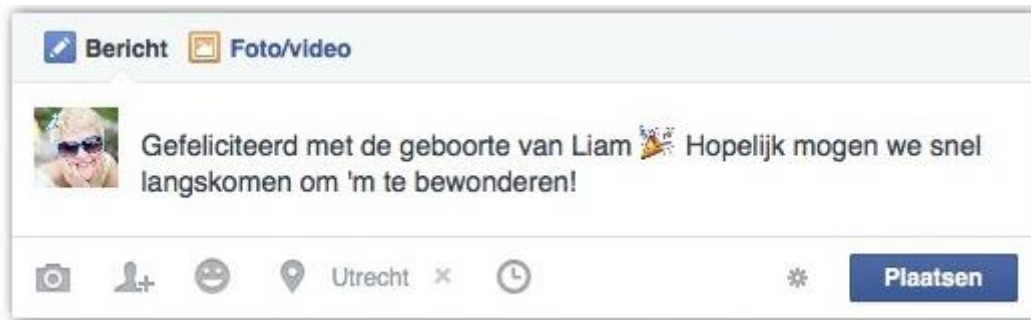 Bericht Foto/video
Gefeliciteerd met de geboorte van Liam 🎉 Hopelijk mogen we snel
langskomen om 'm te bewonderen!
Utrecht × Plaatsen